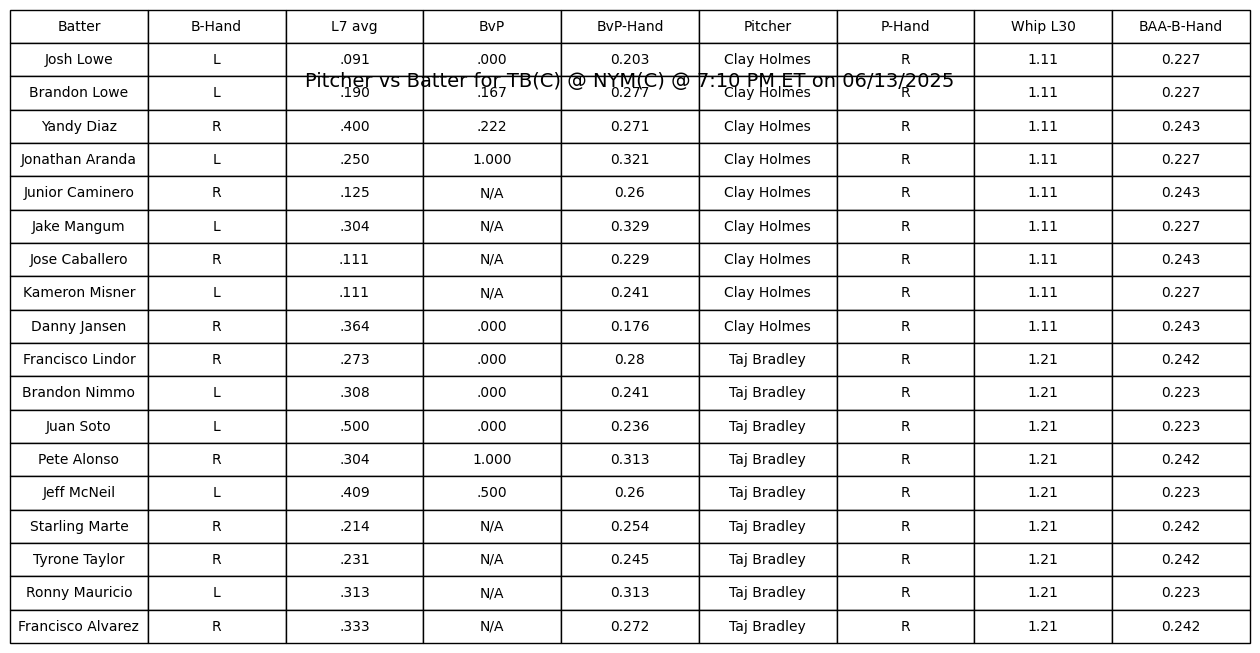 Batter B-Hand L7 avg BvP BvP-Hand Pitcher P-Hand Whip L30 BAA-B-Hand
Josh Lowe L .091 .000 0.203 Clay Holmes R 1.11 0.227
Pitcher vs Batter for TB(C) @ NYM(C) @ 7:10 PM ET on 06/13/2025
Brandon Lowe L .190 .167 0.277 Clay Holmes R 1.11 0.227
Yandy Diaz R .400 .222 0.271 Clay Holmes R 1.11 0.243
Jonathan Aranda L .250 1.000 0.321 Clay Holmes R 1.11 0.227
Junior Caminero R .125 N/A 0.26 Clay Holmes R 1.11 0.243
Jake Mangum L .304 N/A 0.329 Clay Holmes R 1.11 0.227
Jose Caballero R .111 N/A 0.229 Clay Holmes R 1.11 0.243
Kameron Misner L .111 N/A 0.241 Clay Holmes R 1.11 0.227
Danny Jansen R .364 .000 0.176 Clay Holmes R 1.11 0.243
Francisco Lindor R .273 .000 0.28 Taj Bradley R 1.21 0.242
Brandon Nimmo L .308 .000 0.241 Taj Bradley R 1.21 0.223
Juan Soto L .500 .000 0.236 Taj Bradley R 1.21 0.223
Pete Alonso R .304 1.000 0.313 Taj Bradley R 1.21 0.242
Jeff McNeil L .409 .500 0.26 Taj Bradley R 1.21 0.223
Starling Marte R .214 N/A 0.254 Taj Bradley R 1.21 0.242
Tyrone Taylor R .231 N/A 0.245 Taj Bradley R 1.21 0.242
Ronny Mauricio L .313 N/A 0.313 Taj Bradley R 1.21 0.223
Francisco Alvarez R .333 N/A 0.272 Taj Bradley R 1.21 0.242